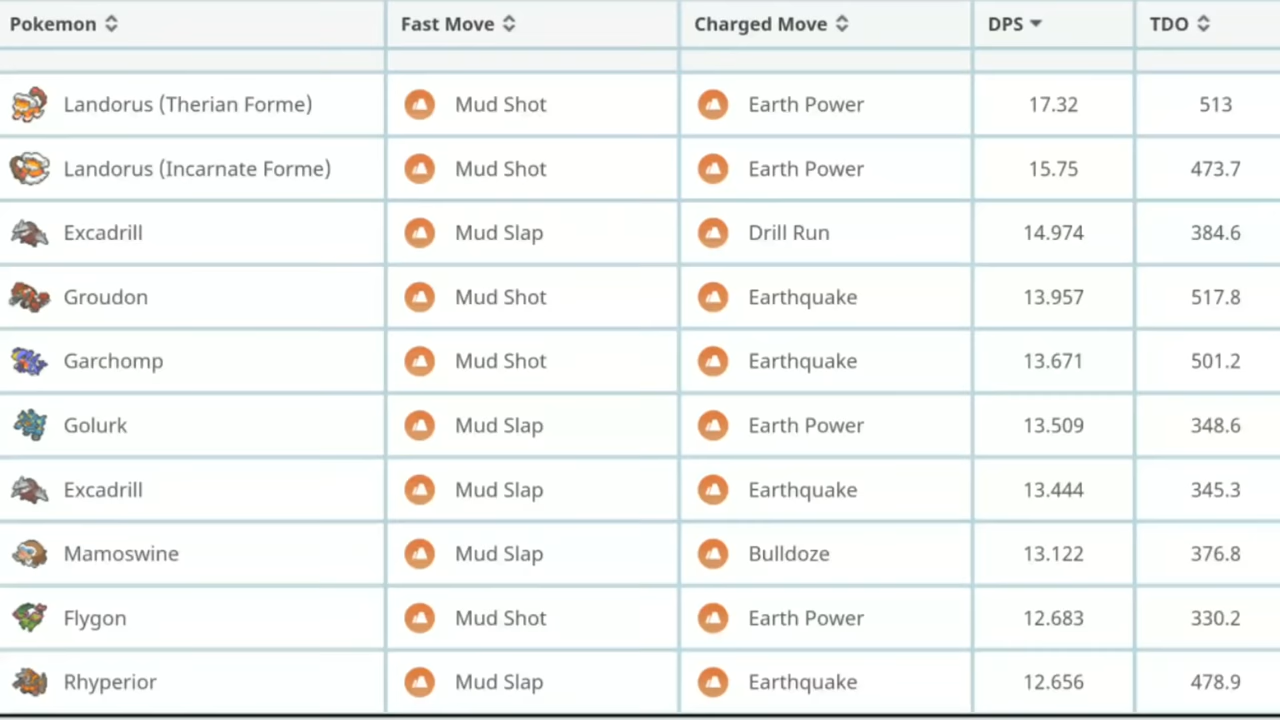 Pokemon Fast Move Charged Move DPS TDO
Landorus (Therian Forme) Mud Shot Earth Power 17.32 513
Landorus (Incarnate Forme) Mud Shot Earth Power 15.75 473.7
Excadrill Mud Slap Drill Run 14.974 384.6
Groudon Mud Shot Earthquake 13.957 517.8
Garchomp Mud Shot Earthquake 13.671 501.2
Golurk Mud Slap Earth Power 13.509 348.6
Excadrill Mud Slap Earthquake 13.444 345.3
Mamoswine Mud Slap Bulldoze 13.122 376.8
Flygon Mud Shot Earth Power 12.683 330.2
Rhyperior Mud Slap Earthquake 12.656 478.9